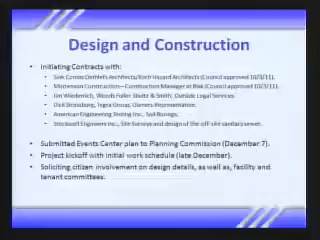 Design and Construction
• Initiating Contracts with:
• Sink Combs Dethlefs Architects/Koch Hazard Architects (Council approved 10/3/11).
• Mortenson Construction—Construction Manager at Risk (Council approved 10/3/11).
• Jim Wiederrich, Woods Fuller Shultz & Smith; Outside Legal Services.
• Dick Strassburg, Tegra Group, Owners Representative.
• American Engineering Testing Inc., Soil Borings.
• Stockwell Engineers Inc., Site Surveys and design of the off-site sanitary sewer.
• Submitted Events Center plan to Planning Commission (December 7).
• Project kickoff with initial work schedule (late December).
• Soliciting citizen involvement on design details, as well as, facility and
tenant committees.